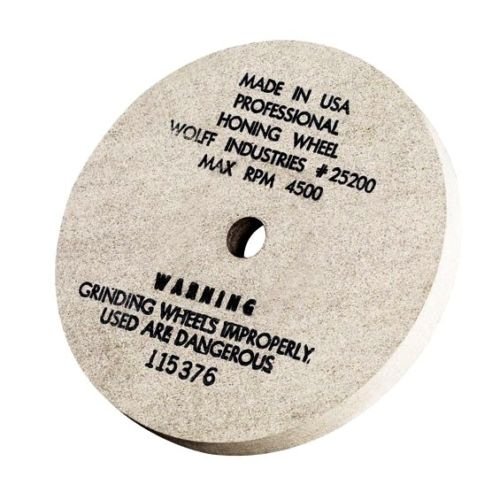 MADE IN USA
PROFESSIONAL
HONING WHEEL
WOLFF INDUSTRIES #25200
MAX RPM 4500
WARNING
GRINDING WHEELS IMPROPERLY,
USED ARE DANGEROUS
115376